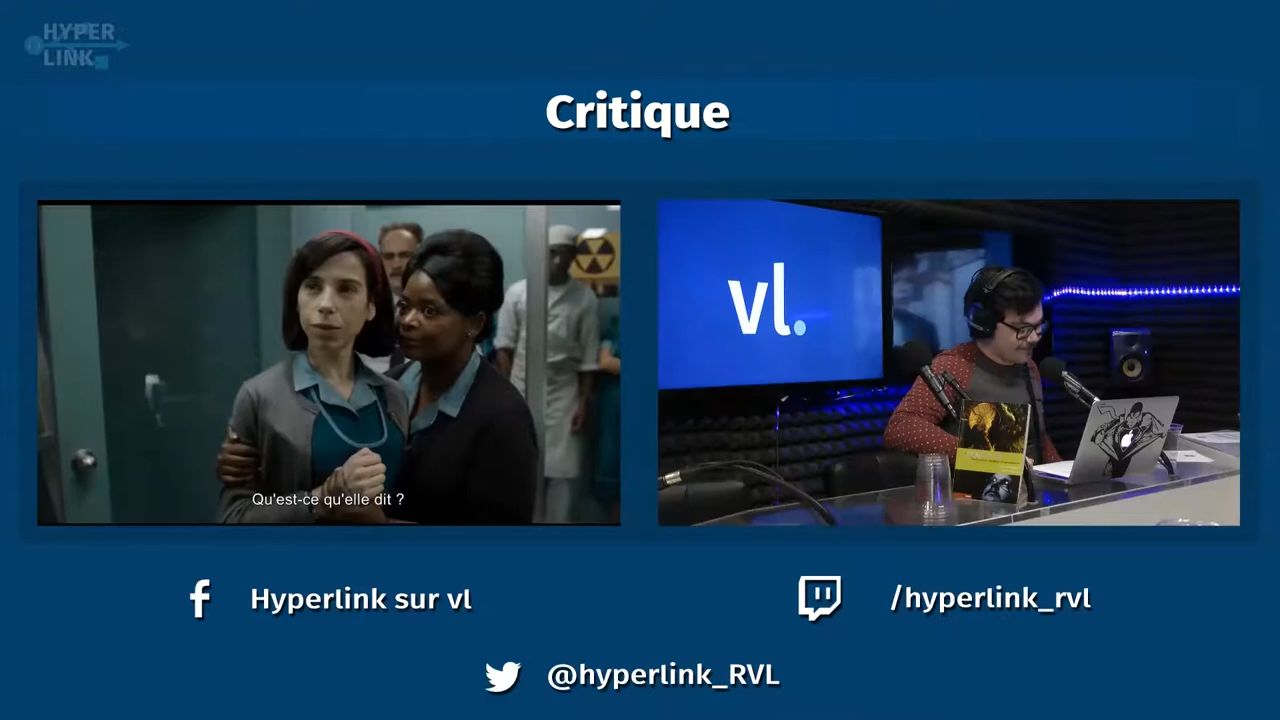 HYPER
LINK
Critique
vl.
Qu'est-ce qu'elle dit ?
Hyperlink sur vl
/hyperlink_rvl
@hyperlink_RVL